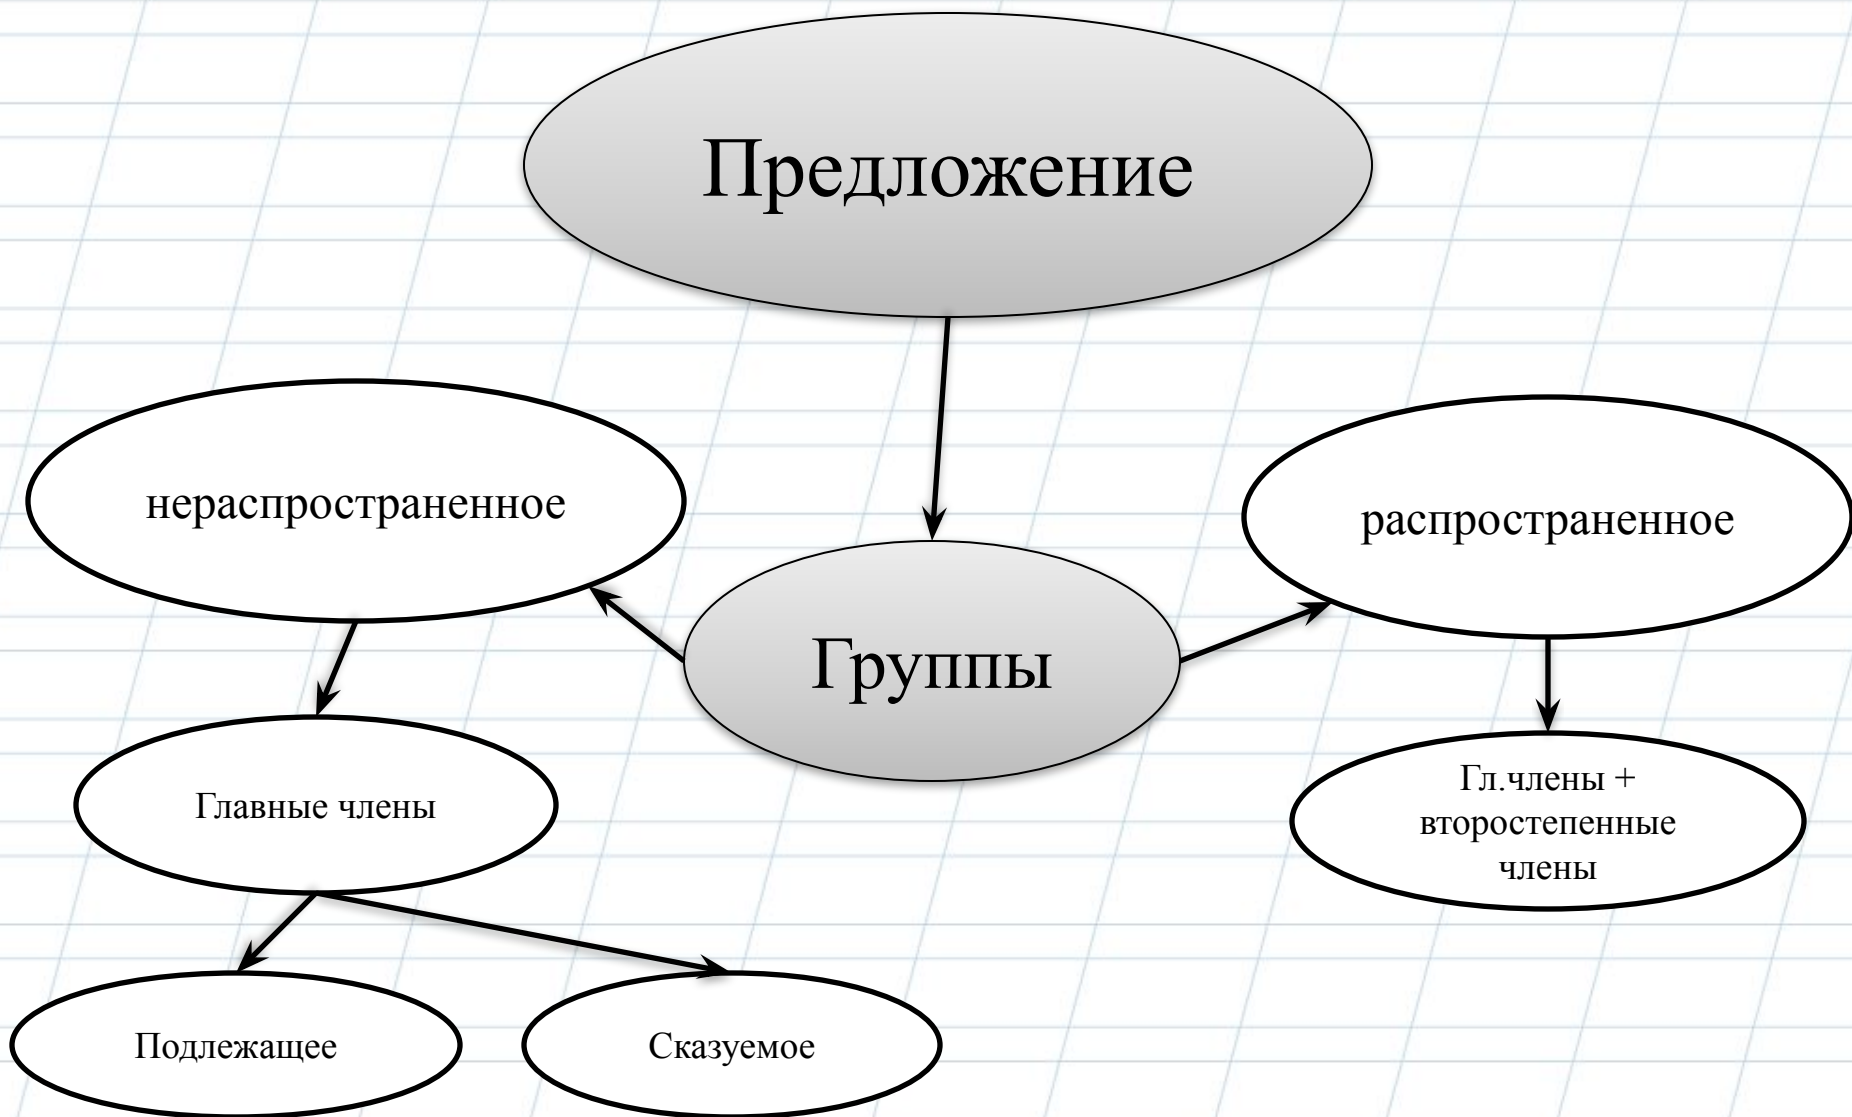 Предложение
нераспространенное
распространенное
Группы
Главные члены
Гл.члены +
второстепенные
члены
Подлежащее
Сказуемое